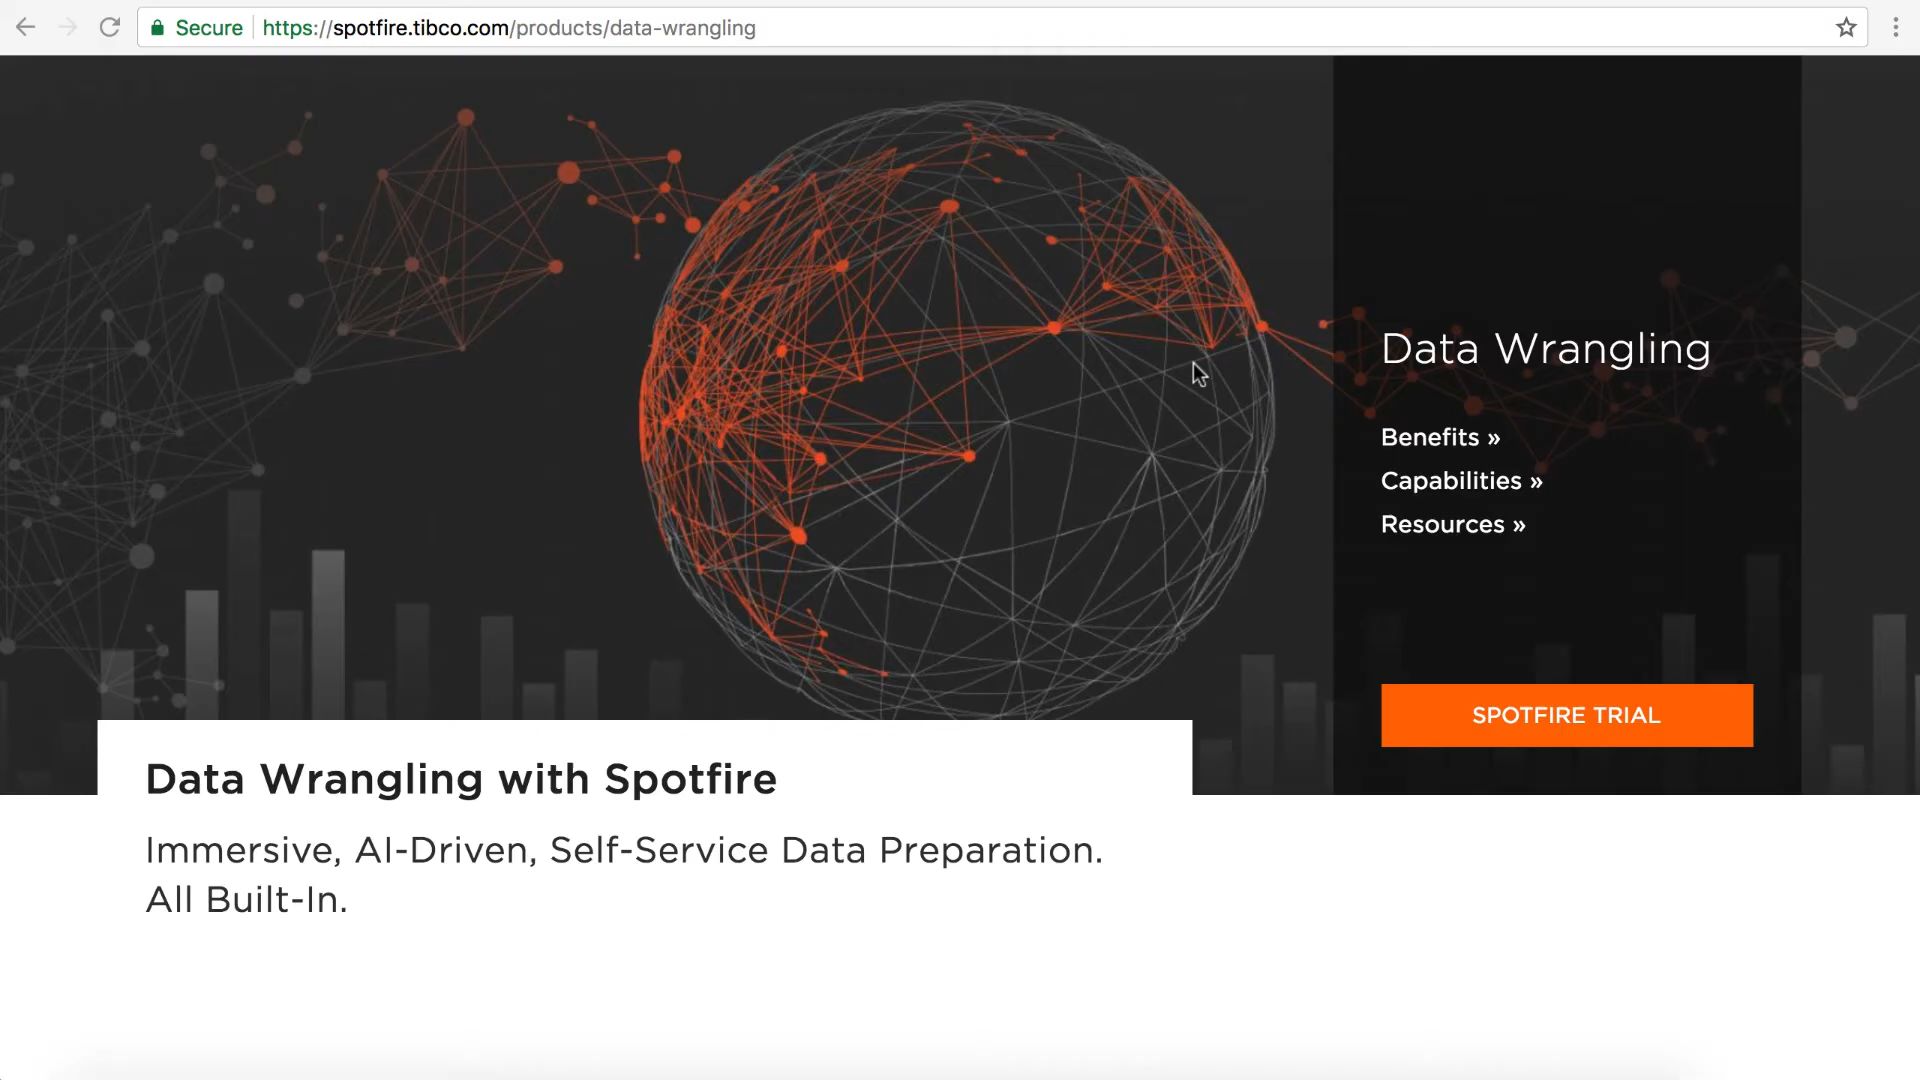 Secure https://spotfire.tibco.com/products/data-wrangling
Data Wrangling
Benefits »
Capabilities »
Resources »
SPOTFIRE TRIAL
Data Wrangling with Spotfire
Immersive, AI-Driven, Self-Service Data Preparation.
All Built-In.